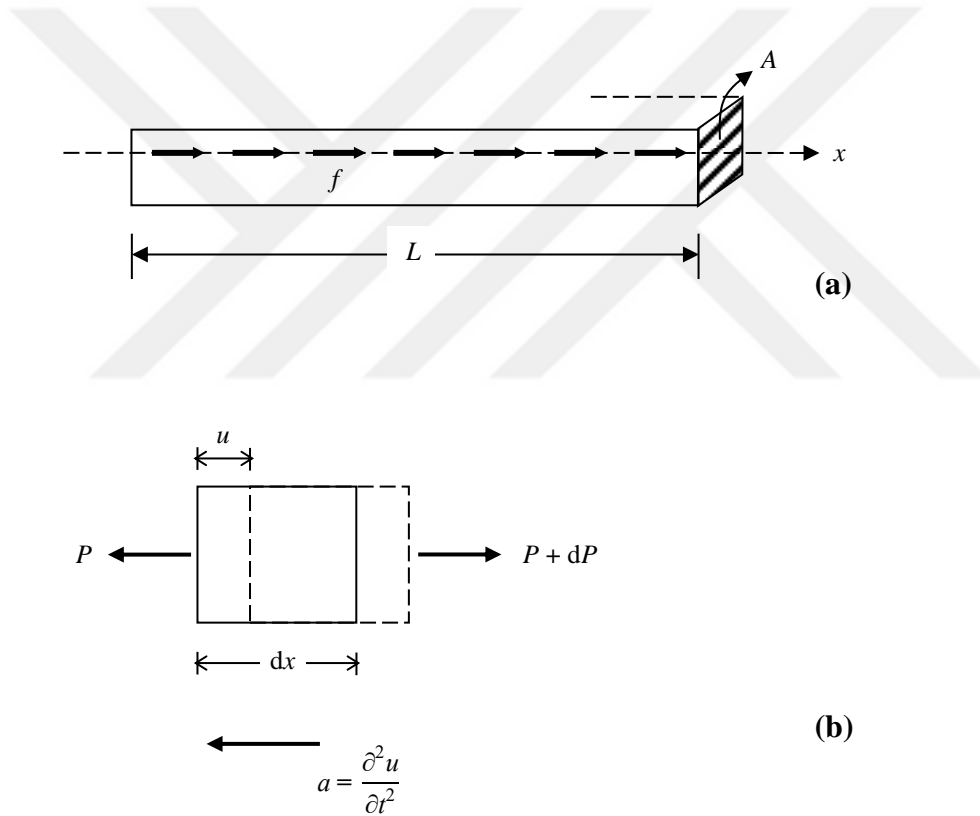 A
x
f
L
(a)
u
P
P + dP
dx
(b)
a = ∂²u/∂t²